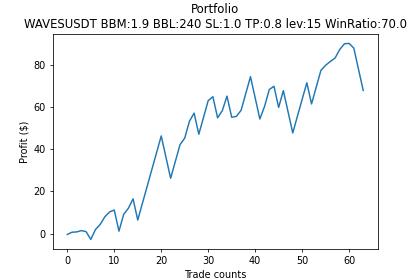 Portfolio
WAVESUSDT BBM:1.9 BBL:240 SL:1.0 TP:0.8 lev:15 WinRatio:70.0
80
60
40
20
0
Profit ($)
0 10 20 30 40 50 60
Trade counts